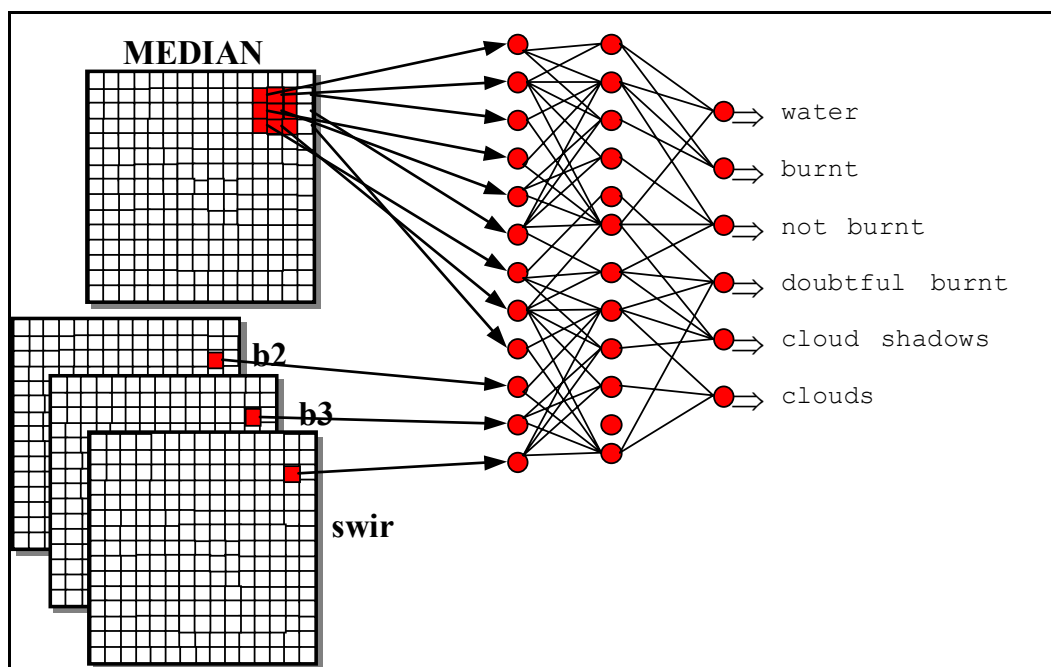 MEDIAN
water
burnt
not burnt
doubtful burnt
cloud shadows
clouds
b2
b3
swir